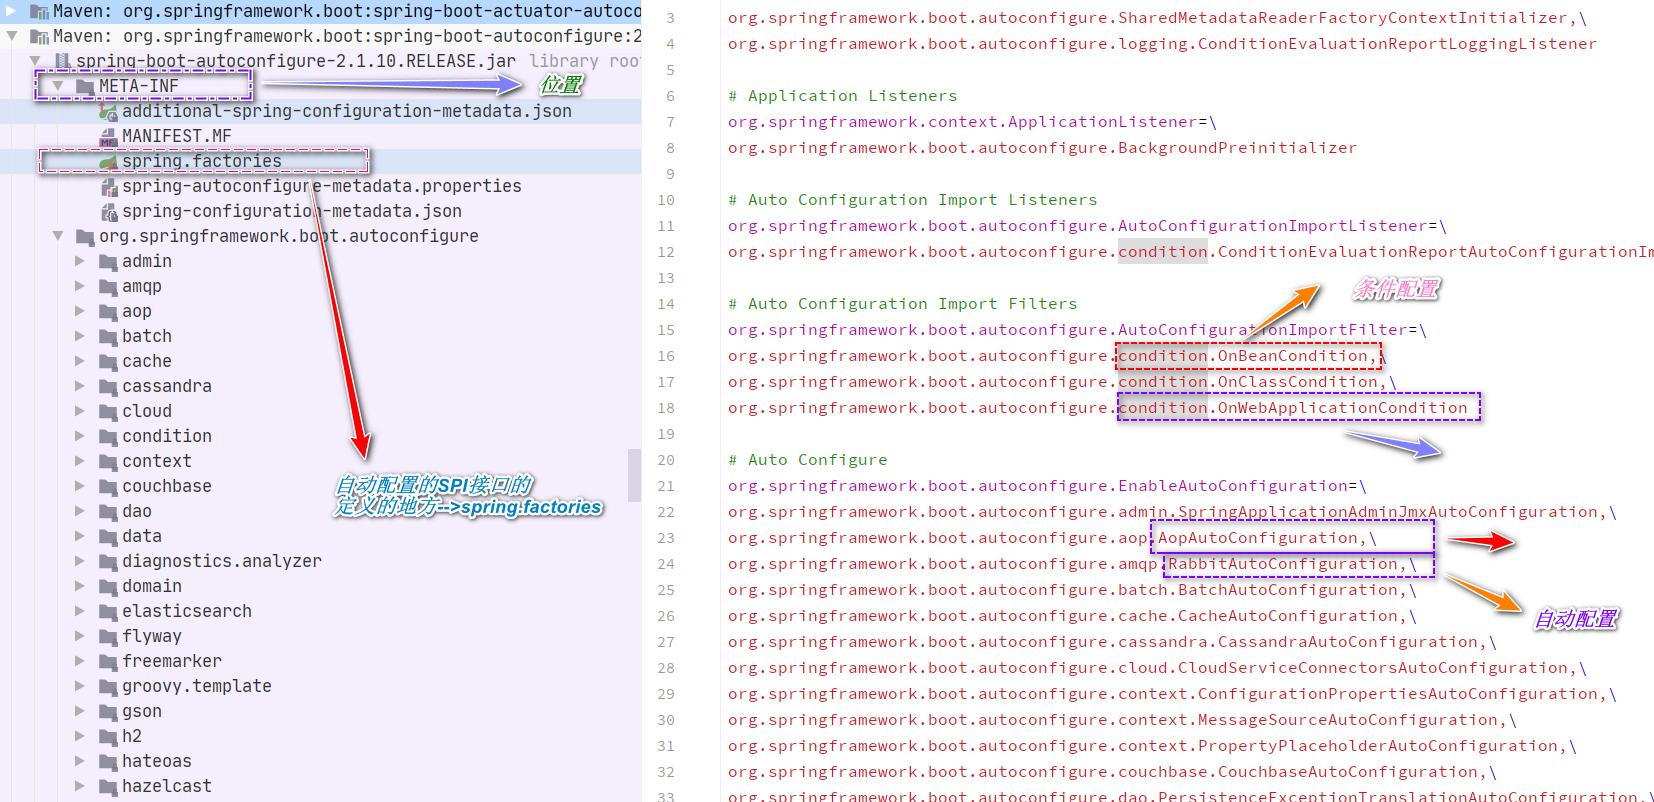 Maven: org.springframework.boot:spring-boot-actuator-autoco
Maven: org.springframework.boot:spring-boot-autoconfigure:2
spring-boot-autoconfigure-2.1.10.RELEASE.jar library roo
META-INF
位置
additional-spring-configuration-metadata.json
MANIFEST.MF
spring.factories
spring-autoconfigure-metadata.properties
spring-configuration-metadata.json
org.springframework.boot.autoconfigure
admin
amqp
aop
batch
cache
cassandra
cloud
condition
context
couchbase
dao
data
diagnostics.analyzer
domain
elasticsearch
flyway
freemarker
groovy.template
gson
h2
hateoas
hazelcast
自动配置的SPI接口的
定义的地方-->spring.factories
3 org.springframework.boot.autoconfigure.SharedMetadataReaderFactoryContextInitializer,\
4 org.springframework.boot.autoconfigure.logging.ConditionEvaluationReportLoggingListener
5
6 # Application Listeners
7 org.springframework.context.ApplicationListener=\
8 org.springframework.boot.autoconfigure.BackgroundPreinitializer
9
10 # Auto Configuration Import Listeners
11 org.springframework.boot.autoconfigure.AutoConfigurationImportListener=\
12 org.springframework.boot.autoconfigure.condition.ConditionEvaluationReportAutoConfigurationIm
13
条件配置
14 # Auto Configuration Import Filters
15 org.springframework.boot.autoconfigure.AutoConfigurationImportFilter=\
16 org.springframework.boot.autoconfigure.condition.OnBeanCondition,\
17 org.springframework.boot.autoconfigure.condition.OnClassCondition,\
18 org.springframework.boot.autoconfigure.condition.OnWebApplicationCondition
19
20 # Auto Configure
21 org.springframework.boot.autoconfigure.EnableAutoConfiguration=\
22 org.springframework.boot.autoconfigure.admin.SpringApplicationAdminJmxAutoConfiguration,\
23 org.springframework.boot.autoconfigure.aop.AopAutoConfiguration,\
24 org.springframework.boot.autoconfigure.amqp.RabbitAutoConfiguration,\
25 org.springframework.boot.autoconfigure.batch.BatchAutoConfiguration,\
26 org.springframework.boot.autoconfigure.cache.CacheAutoConfiguration,\
自动配置
27 org.springframework.boot.autoconfigure.cassandra.CassandraAutoConfiguration,\
28 org.springframework.boot.autoconfigure.cloud.CloudServiceConnectorsAutoConfiguration,\
29 org.springframework.boot.autoconfigure.context.ConfigurationPropertiesAutoConfiguration,\
30 org.springframework.boot.autoconfigure.context.MessageSourceAutoConfiguration,\
31 org.springframework.boot.autoconfigure.context.PropertyPlaceholderAutoConfiguration,\
32 org.springframework.boot.autoconfigure.couchbase.CouchbaseAutoConfiguration,\
33 org.springframework.boot.autoconfigure.dao.PersistenceExceptionTranslationAutoConfiguration,\